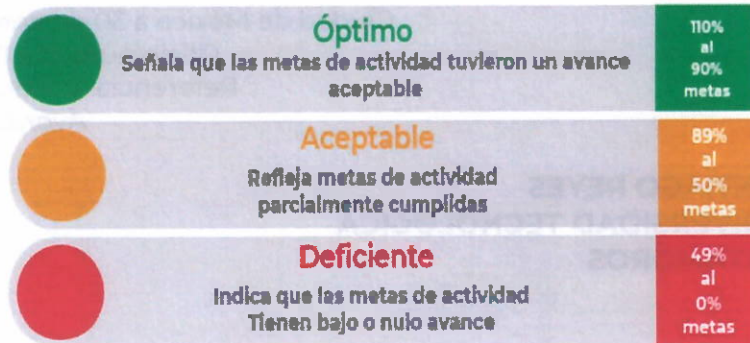 Óptimo
Señala que las metas de actividad tuvieron un avance
aceptable
110%
al
90%
metas
Aceptable
Refleja metas de actividad
parcialmente cumplidas
89%
al
50%
metas
Deficiente
Indica que las metas de actividad
Tienen bajo o nulo avance
49%
al
0%
metas